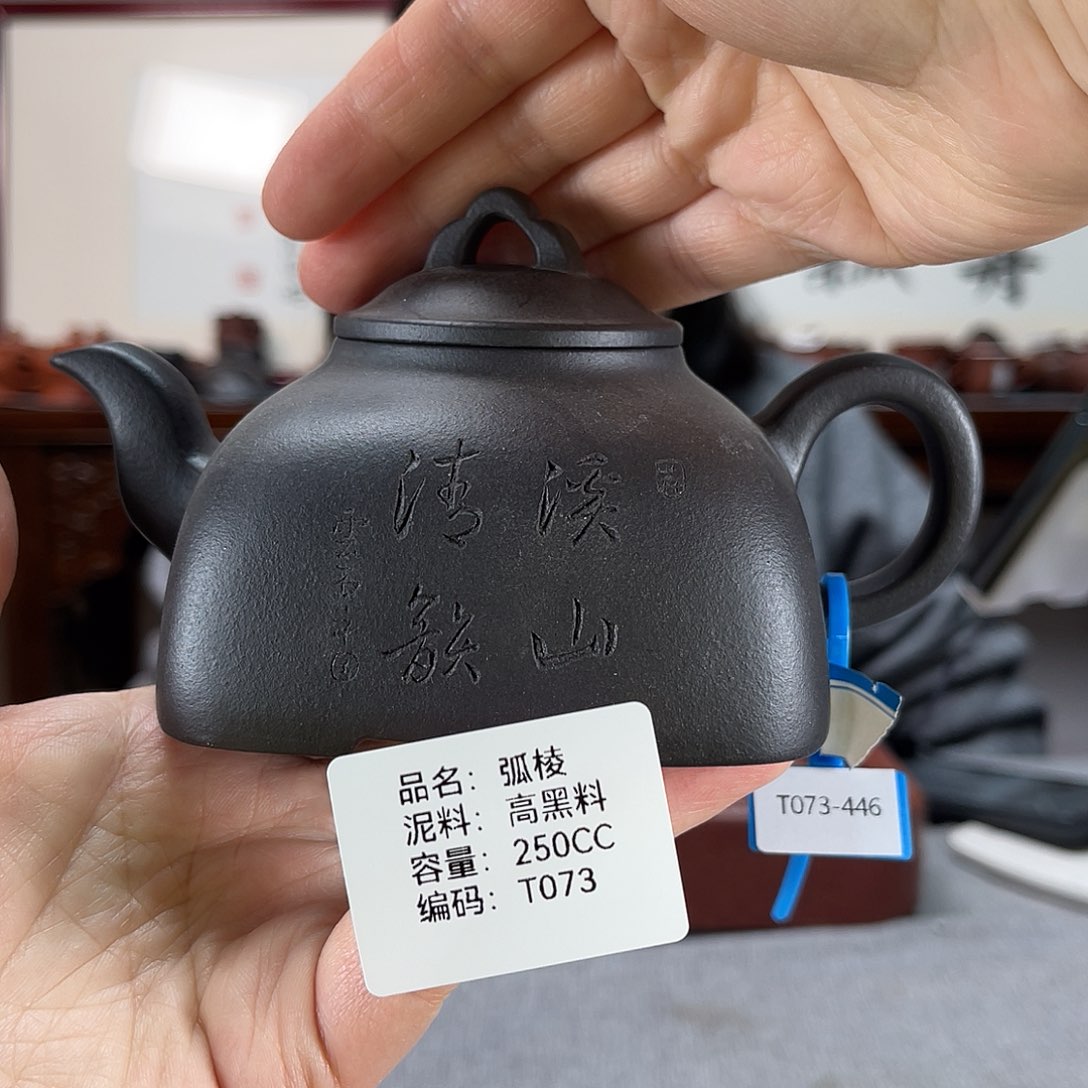 溪山
清韻
品名：弧棱
泥料：高黑料
容量：250CC
编码：T073
T073-446